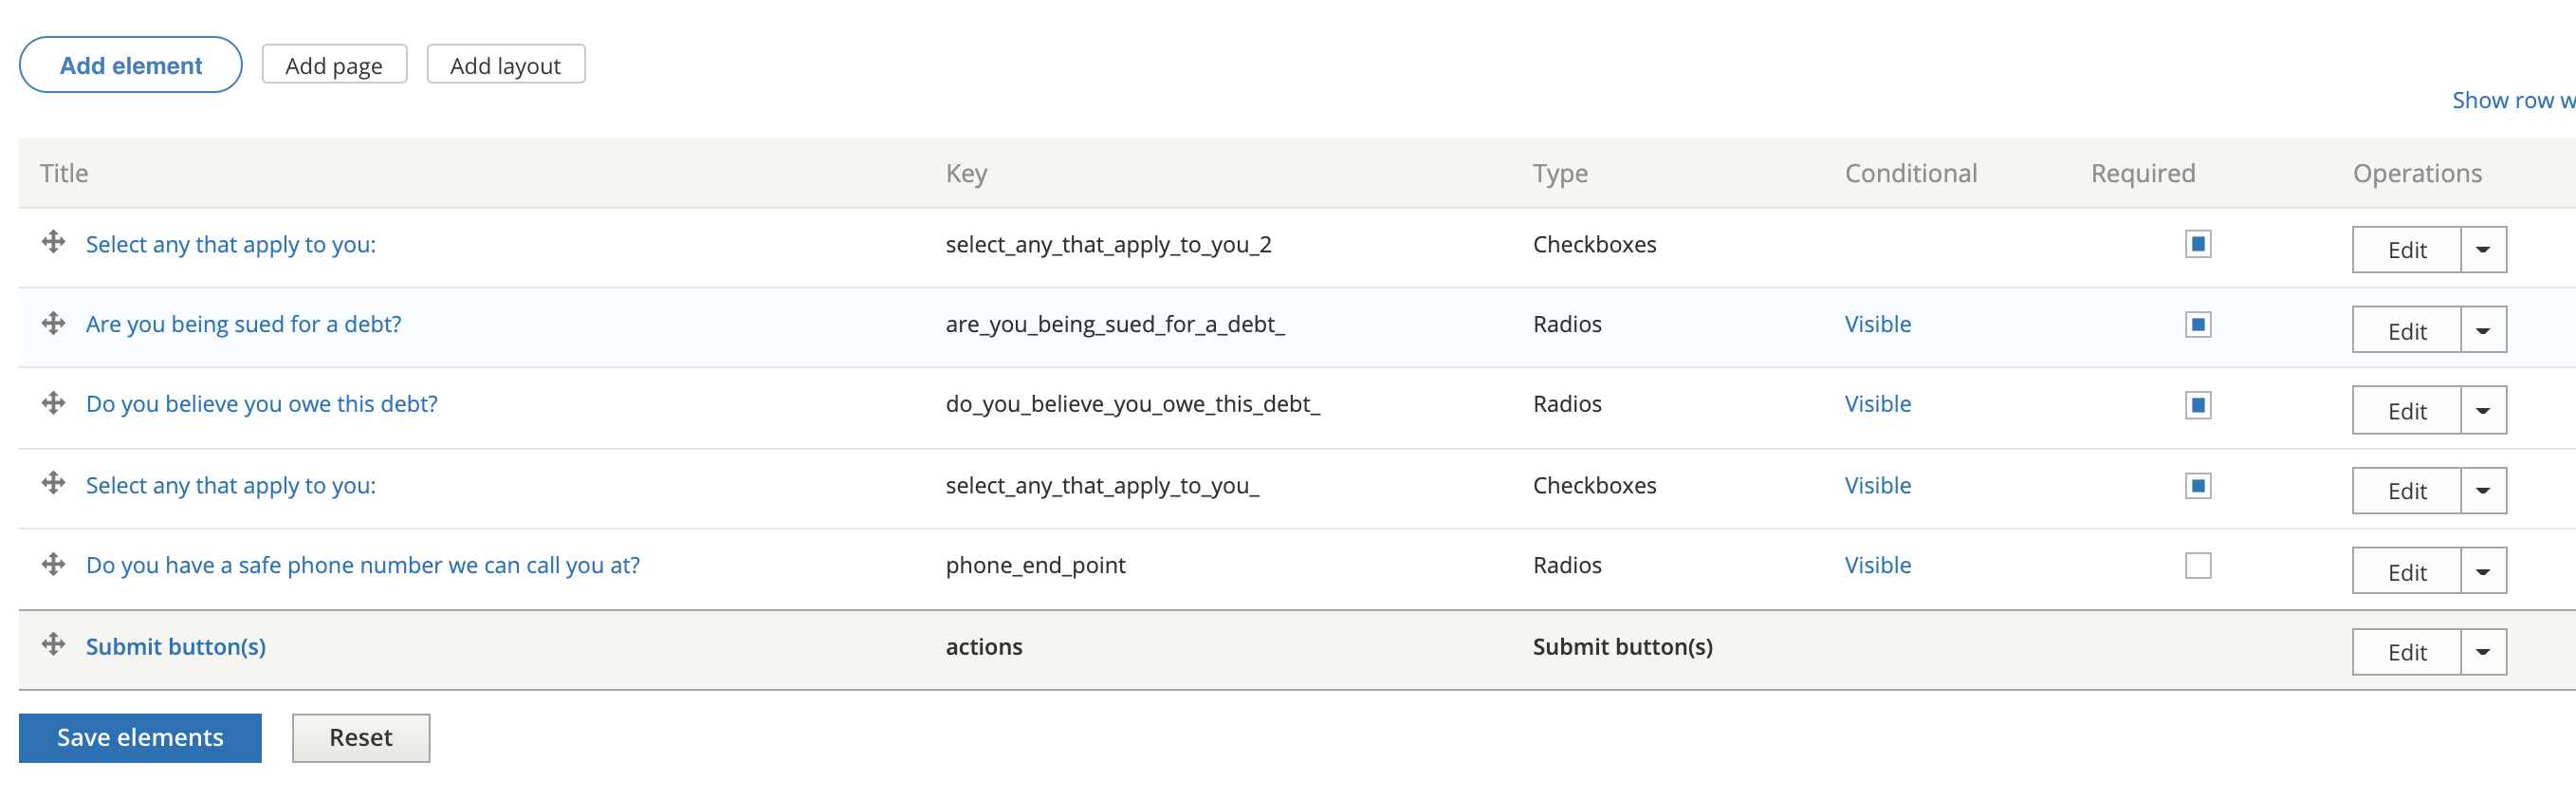 Add element Add page Add layout
Show row w
Title Key Type Conditional Required Operations
Select any that apply to you: select_any_that_apply_to_you_2 Checkboxes Edit
Are you being sued for a debt? are_you_being_sued_for_a_debt_ Radios Visible Edit
Do you believe you owe this debt? do_you_believe_you_owe_this_debt_ Radios Visible Edit
Select any that apply to you: select_any_that_apply_to_you_ Checkboxes Visible Edit
Do you have a safe phone number we can call you at? phone_end_point Radios Visible Edit
Submit button(s) actions Submit button(s) Edit
Save elements Reset